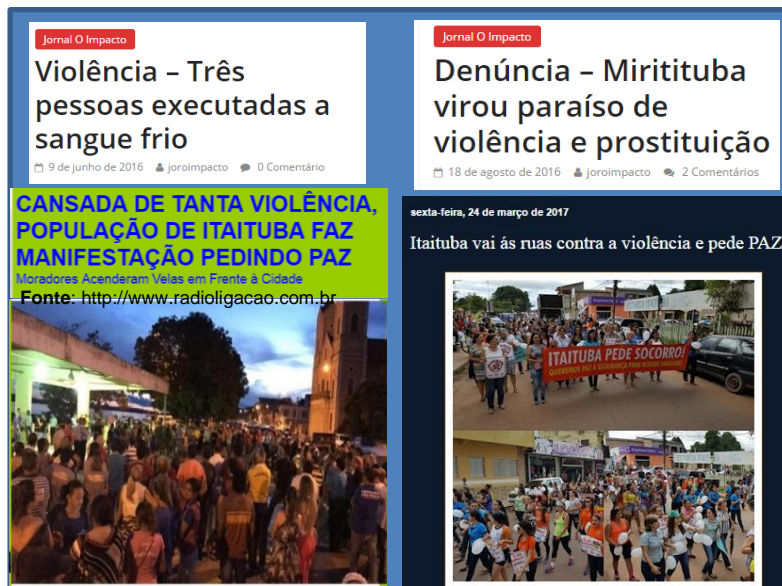 Jornal O Impacto
Violência – Três
pessoas executadas a
sangue frio
9 de junho de 2016 joroimpacto 0 Comentário
CANSADA DE TANTA VIOLÊNCIA,
POPULAÇÃO DE ITAITUBA FAZ
MANIFESTAÇÃO PEDINDO PAZ
Moradores Acenderam Velas em Frente à Cidade
Fonte: http://www.radioligacao.com.br
Jornal O Impacto
Denúncia – Miritituba
virou paraíso de
violência e prostituição
18 de agosto de 2016 joroimpacto 2 Comentários
sexta-feira, 24 de março de 2017
Itaituba vai ás ruas contra a violência e pede PAZ
ITAITUBA PEDE SOCORRO!
QUEREMOS PAZ E SEGURANÇA PARA NOSSAS FAMÍLIAS